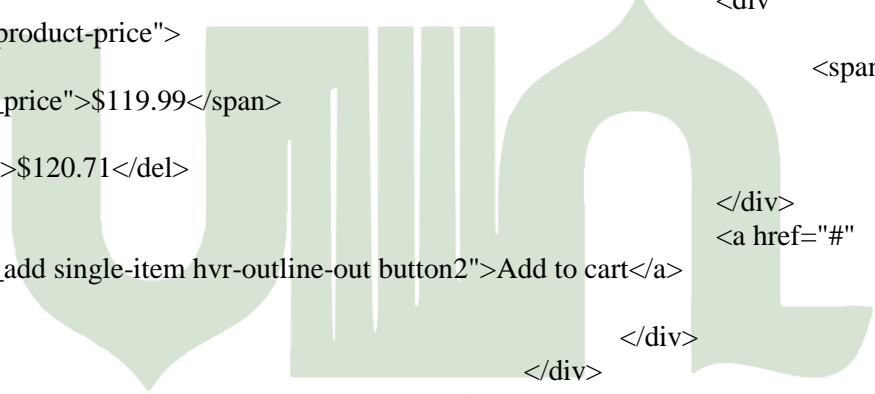 <div
product-price">
<span
_price">$119.99</span>
>$120.71</del>
</div>
<a href="#"
_add single-item hvr-outline-out button2">Add to cart</a>
</div>
</div>